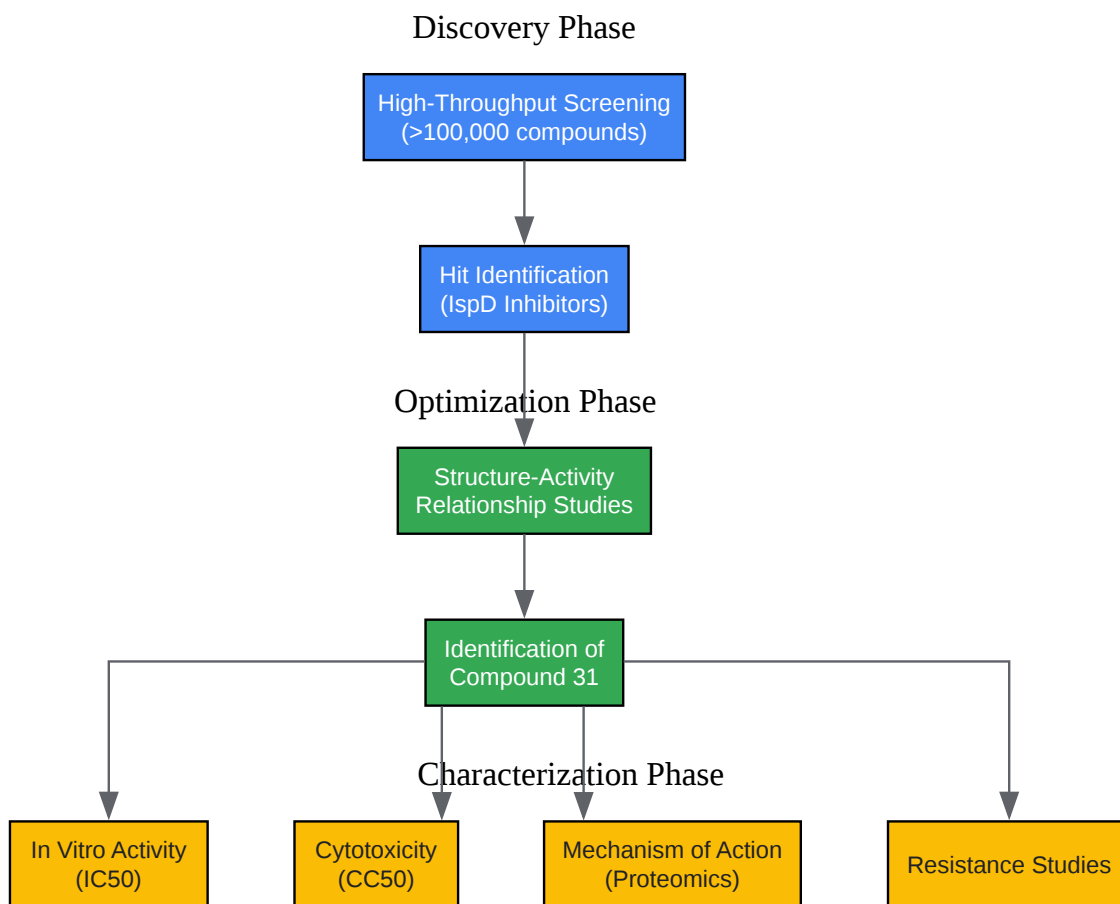 Discovery Phase
High-Throughput Screening
(>100,000 compounds)
Hit Identification
(IspD Inhibitors)
Optimization Phase
Structure-Activity
Relationship Studies
Identification of
Compound 31
Characterization Phase
In Vitro Activity
(IC50)
Cytotoxicity
(CC50)
Mechanism of Action
(Proteomics)
Resistance Studies